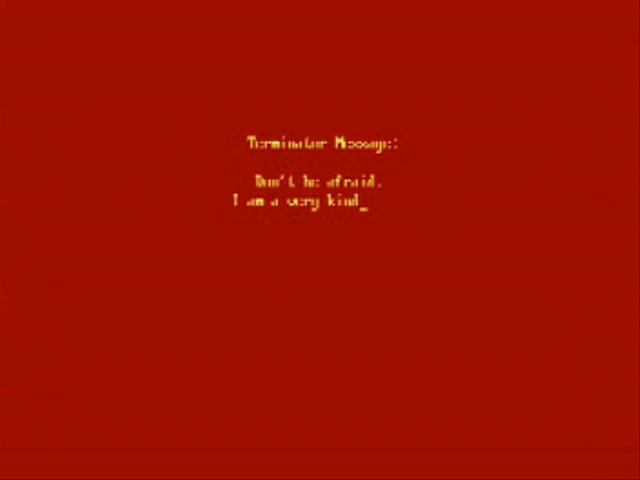 Terminator Message:
Don't be afraid.
I am a very kind_